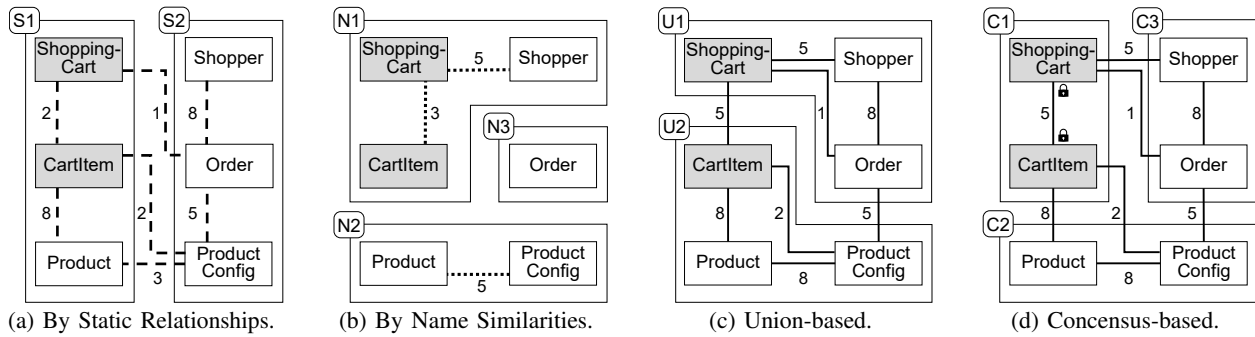 S1
S2
Shopping-
Cart
Shopper
2
1
8
CartItem
Order
8
2
5
Product
Product
Config
3
(a) By Static Relationships.
N1
Shopping-
Cart
5
Shopper
3
N3
CartItem
Order
N2
Product
Product
Config
5
(b) By Name Similarities.
U1
Shopping-
Cart
5
Shopper
5
1
8
U2
CartItem
Order
8
2
5
Product
Product
Config
8
(c) Union-based.
C1
C3
Shopping-
Cart
5
Shopper
5
1
8
CartItem
Order
8
2
5
C2
Product
Product
Config
8
(d) Concensus-based.